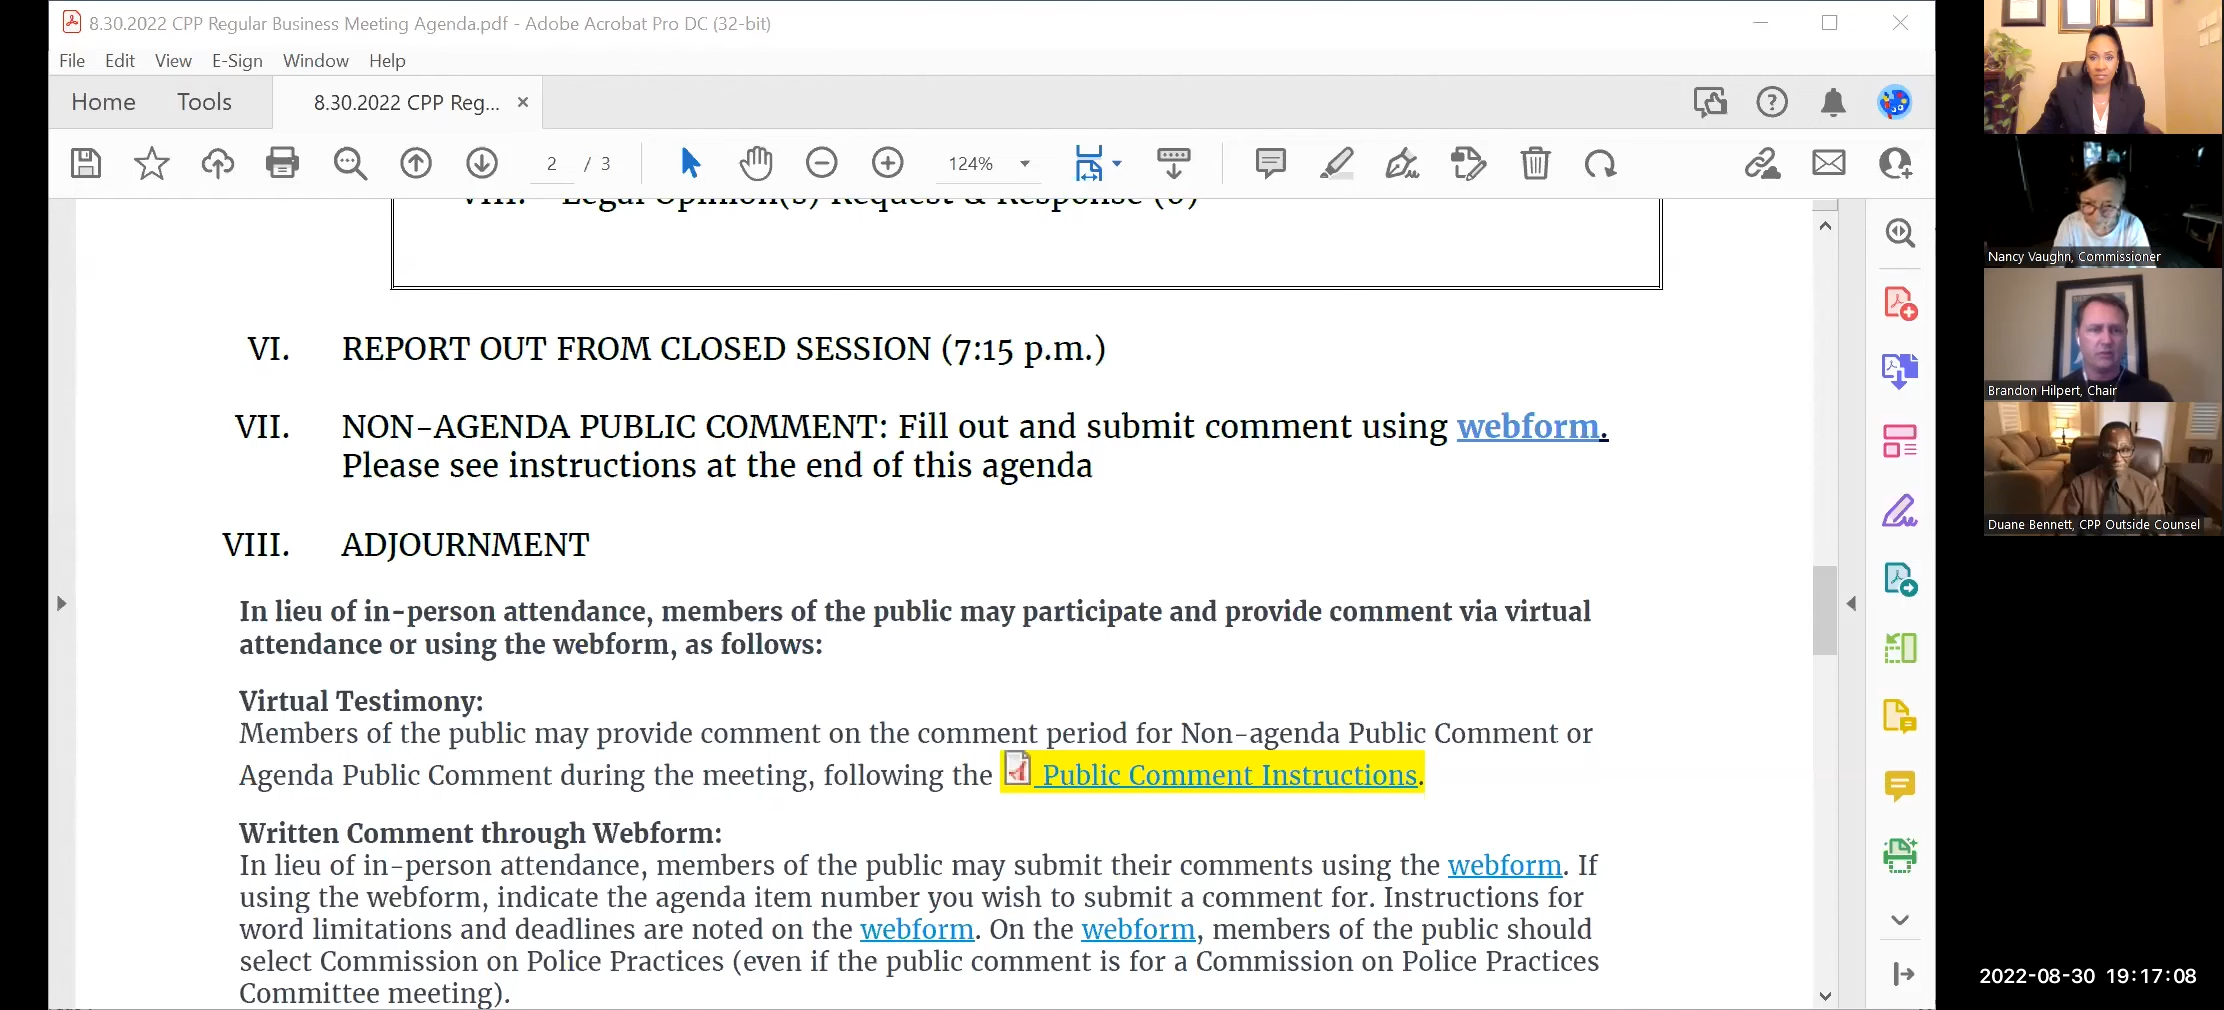 8.30.2022 CPP Regular Business Meeting Agenda.pdf - Adobe Acrobat Pro DC (32-bit)
File Edit View E-Sign Window Help
Home Tools 8.30.2022 CPP Reg... ×
2 / 3 124%
VIII. Legal Opinion(s) Request & Response (0)
VI. REPORT OUT FROM CLOSED SESSION (7:15 p.m.)
VII. NON-AGENDA PUBLIC COMMENT: Fill out and submit comment using webform.
Please see instructions at the end of this agenda
VIII. ADJOURNMENT
In lieu of in-person attendance, members of the public may participate and provide comment via virtual
attendance or using the webform, as follows:
Virtual Testimony:
Members of the public may provide comment on the comment period for Non-agenda Public Comment or
Agenda Public Comment during the meeting, following the Public Comment Instructions.
Written Comment through Webform:
In lieu of in-person attendance, members of the public may submit their comments using the webform. If
using the webform, indicate the agenda item number you wish to submit a comment for. Instructions for
word limitations and deadlines are noted on the webform. On the webform, members of the public should
select Commission on Police Practices (even if the public comment is for a Commission on Police Practices
Committee meeting).
Nancy Vaughn, Commissioner
Brandon Hilpert, Chair
Duane Bennett, CPP Outside Counsel
2022-08-30 19:17:08